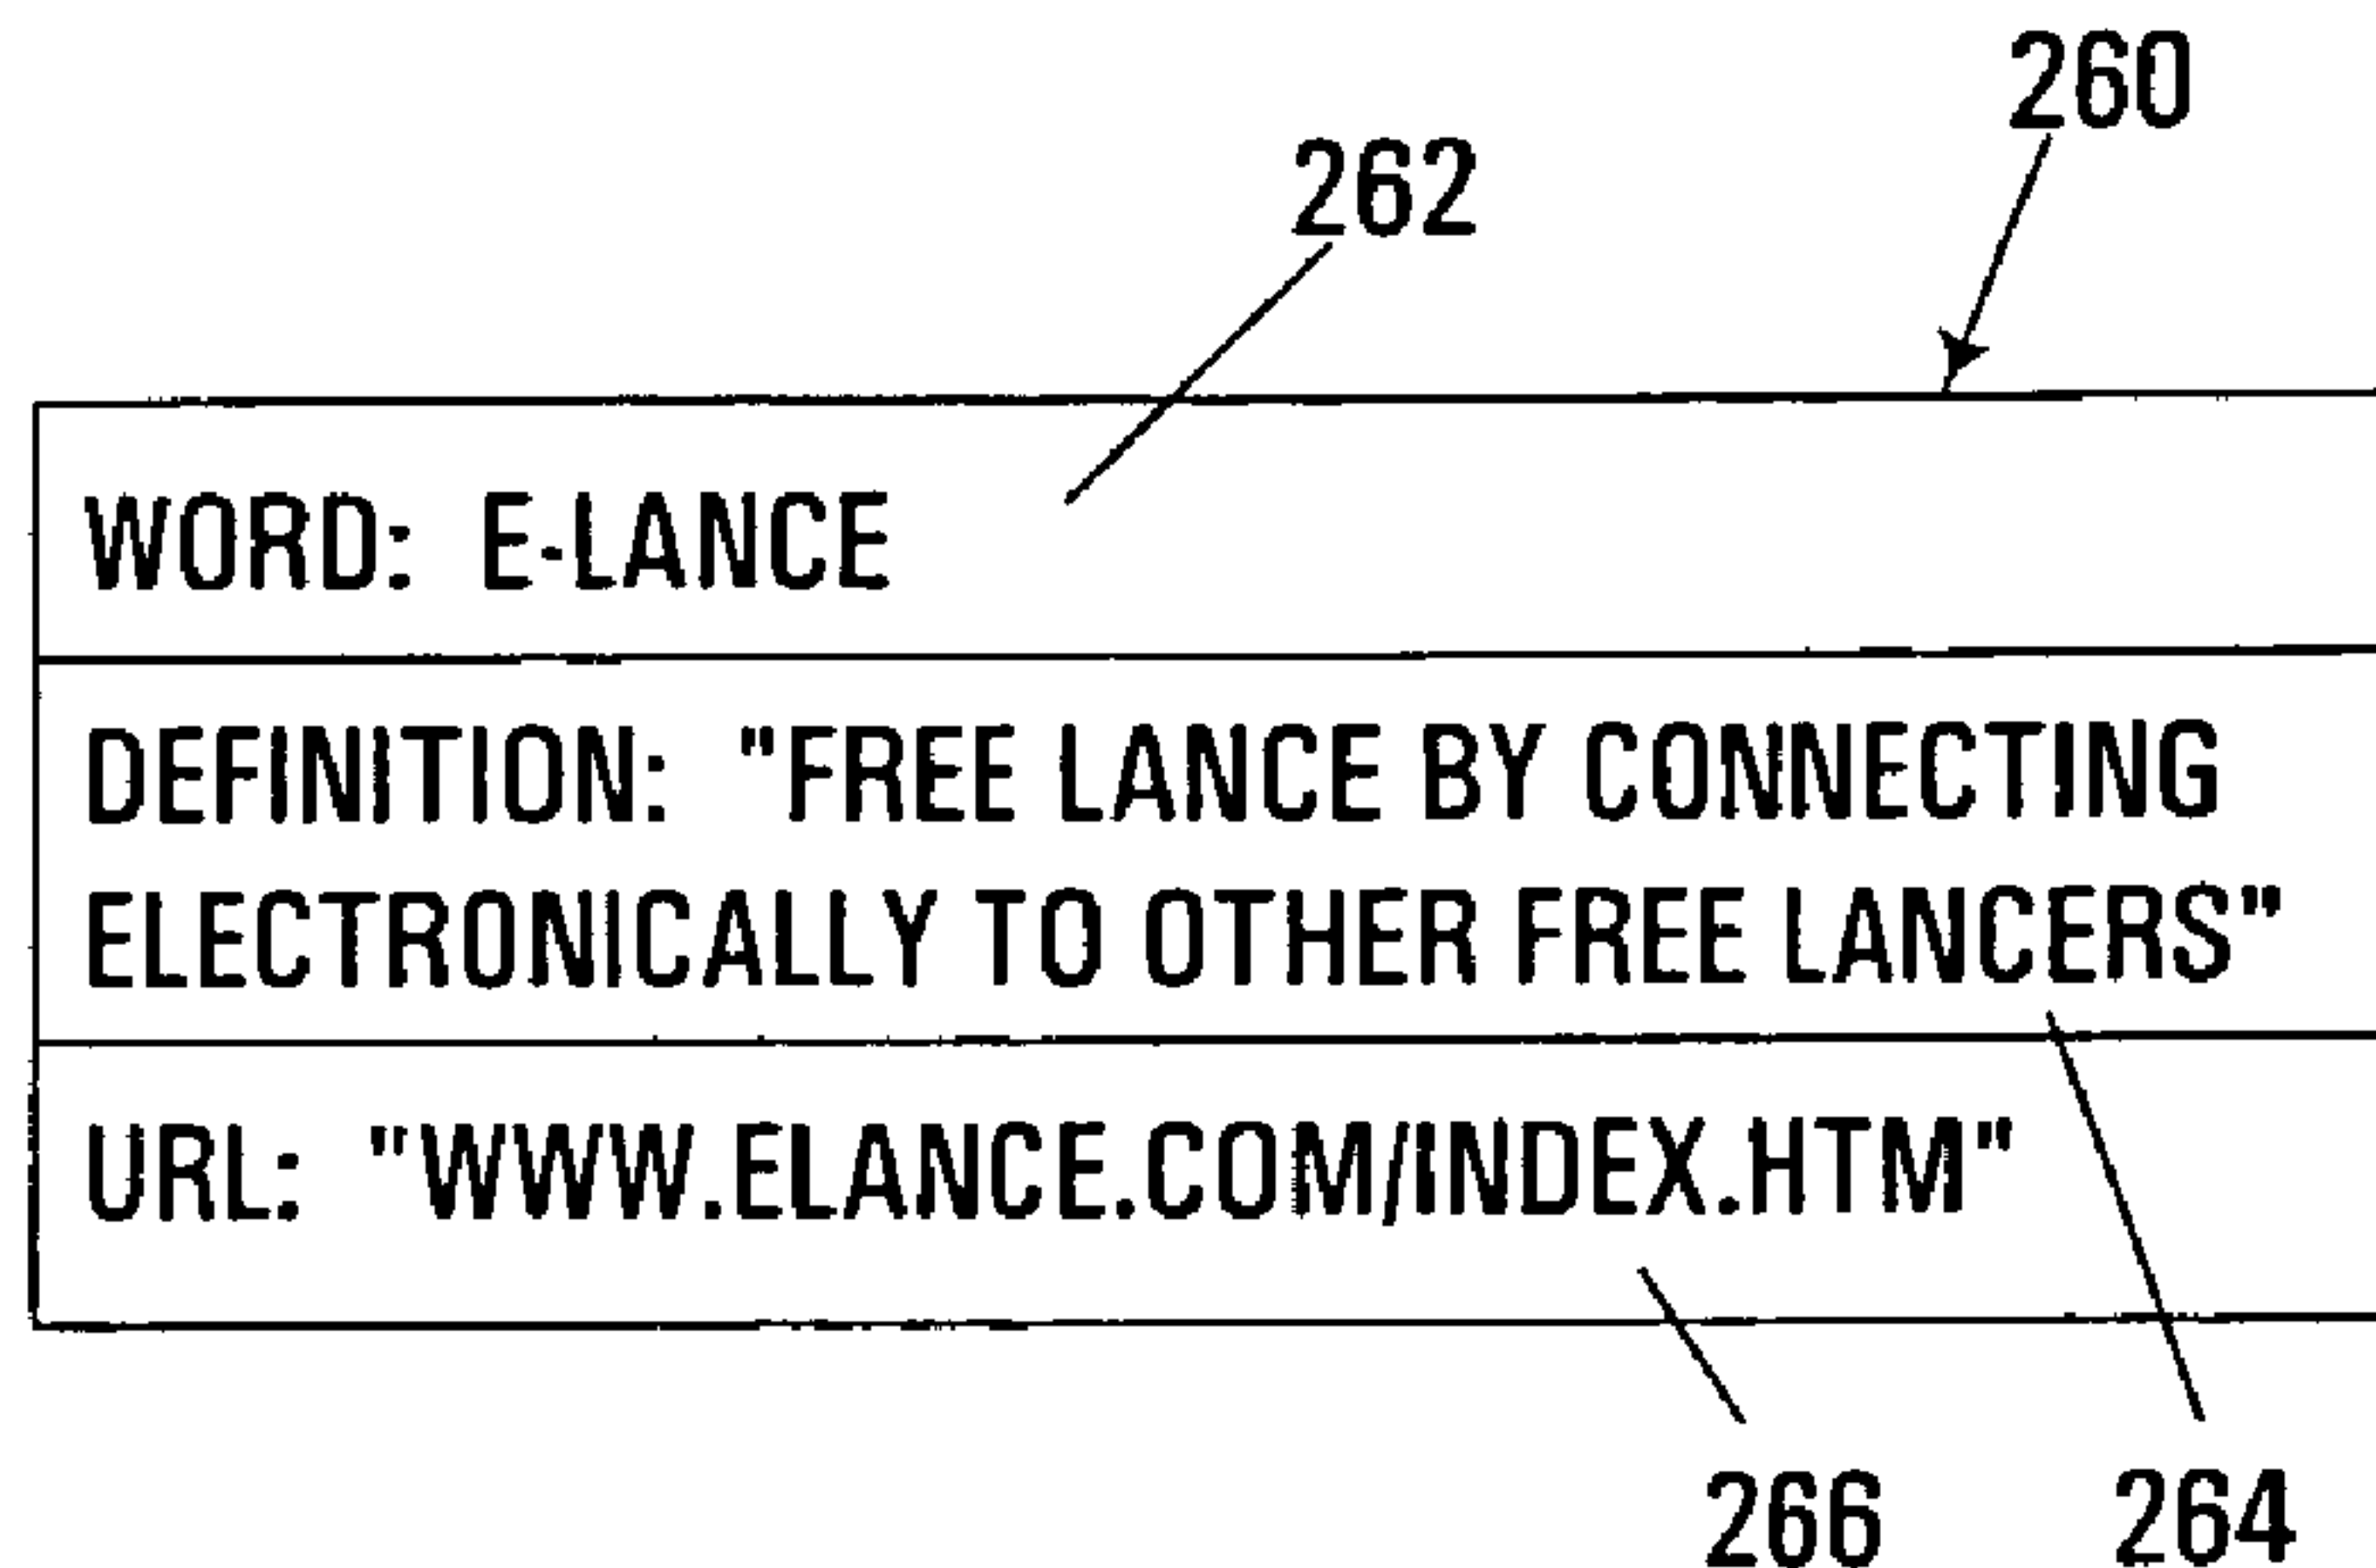 260
262
WORD: E-LANCE
DEFINITION: "FREE LANCE BY CONNECTING
ELECTRONICALLY TO OTHER FREE LANCERS"
URL: "WWW.ELANCE.COM/INDEX.HTM"
266 264